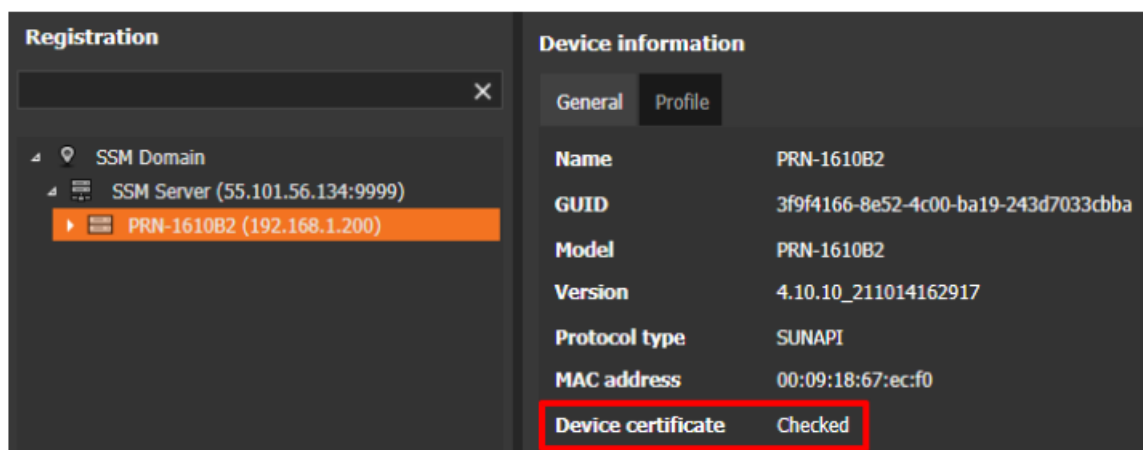 Registration
SSM Domain
SSM Server (55.101.56.134:9999)
PRN-1610B2 (192.168.1.200)
Device information
General Profile
Name PRN-1610B2
GUID 3f9f4166-8e52-4c00-ba19-243d7033cbba
Model PRN-1610B2
Version 4.10.10_211014162917
Protocol type SUNAPI
MAC address 00:09:18:67:ec:f0
Device certificate Checked